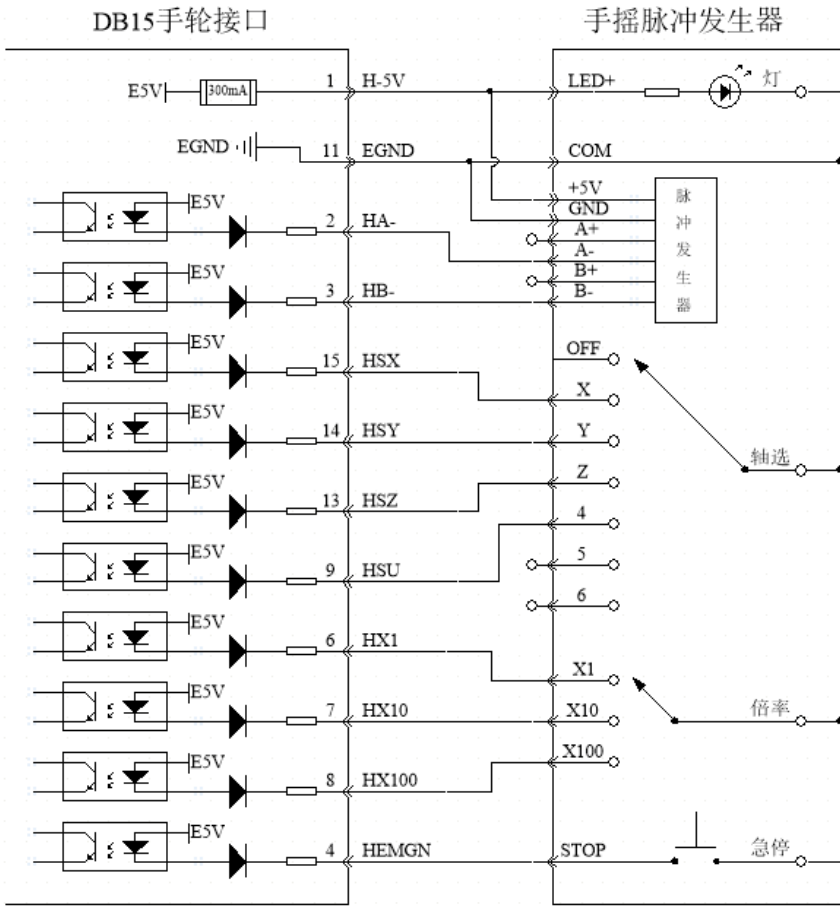 DB15手轮接口 手摇脉冲发生器
E5V 300mA 1 H-5V LED+ 灯
EGND 11 EGND COM
+5V
GND
E5V 2 HA- A+
A-
B+
E5V 3 HB- B-
脉冲发生器
OFF
E5V 15 HSX X
E5V 14 HSY Y
轴选
Z
E5V 13 HSZ
4
5
E5V 9 HSU
6
E5V 6 HX1 X1
E5V 7 HX10 X10 倍率
X100
E5V 8 HX100
E5V 4 HEMGN STOP 急停